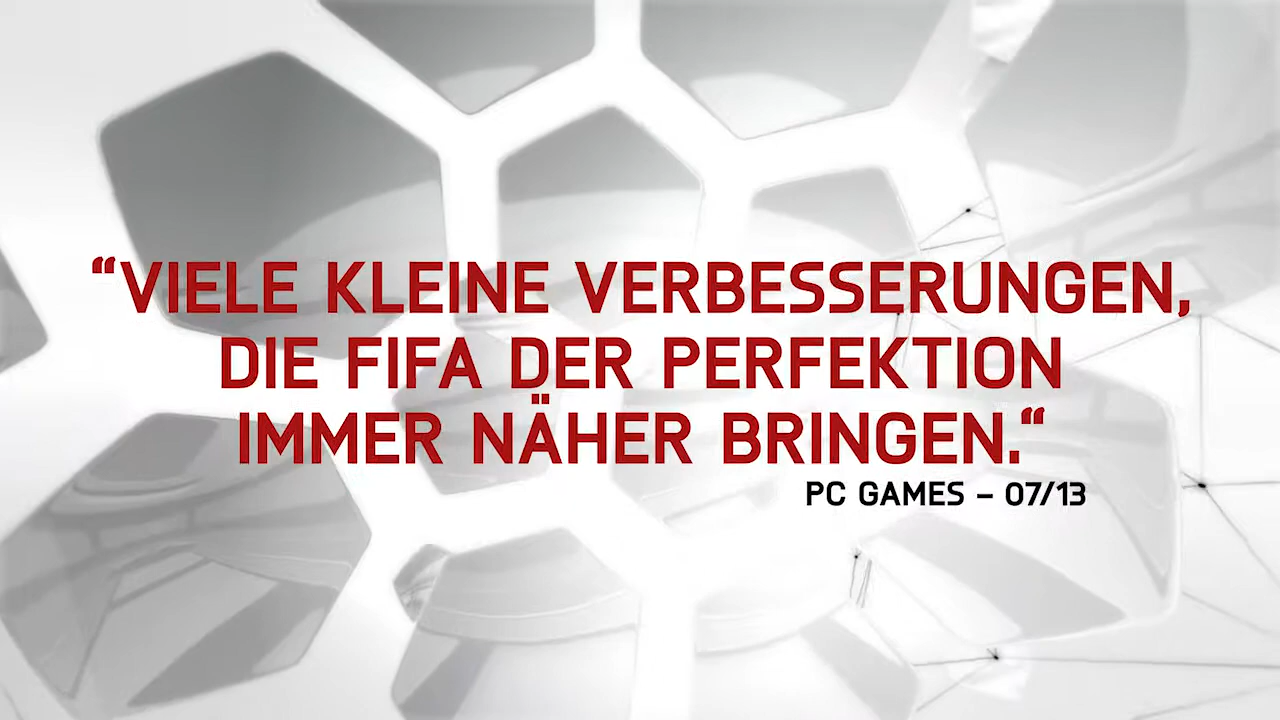 “VIELE KLEINE VERBESSERUNGEN,
DIE FIFA DER PERFEKTION
IMMER NÄHER BRINGEN.“
PC GAMES – 07/13